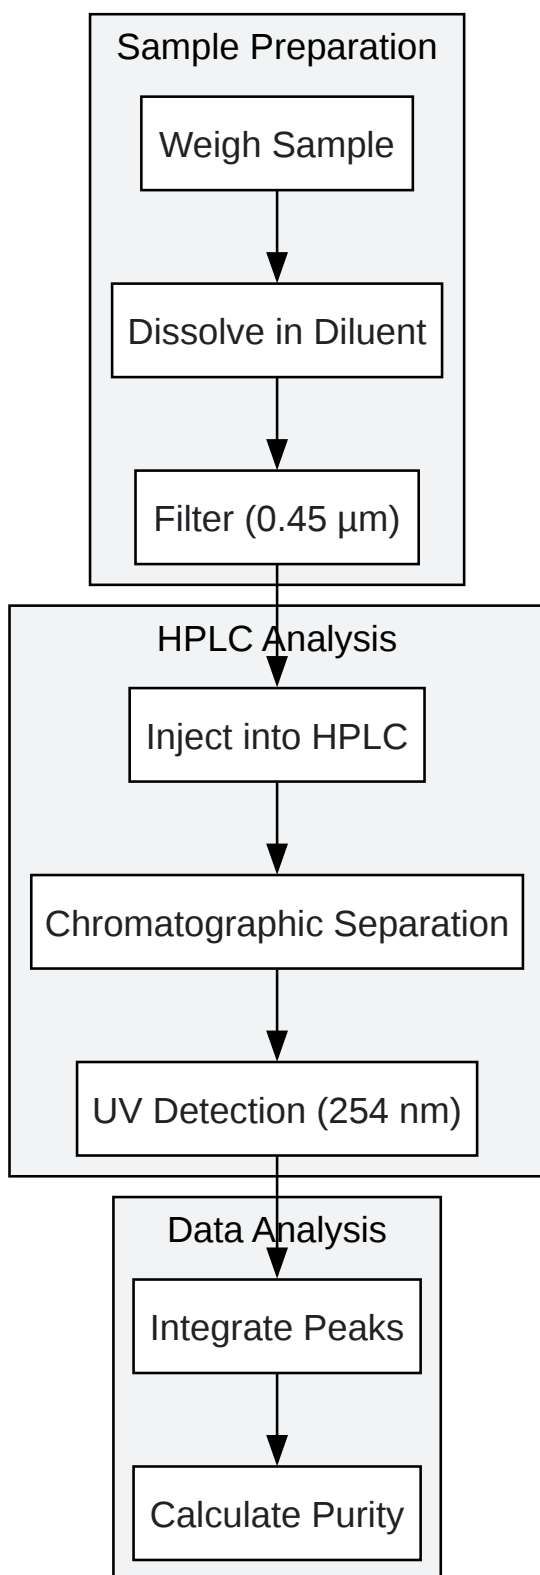 Sample Preparation
Weigh Sample
Dissolve in Diluent
Filter (0.45 µm)
HPLC Analysis
Inject into HPLC
Chromatographic Separation
UV Detection (254 nm)
Data Analysis
Integrate Peaks
Calculate Purity